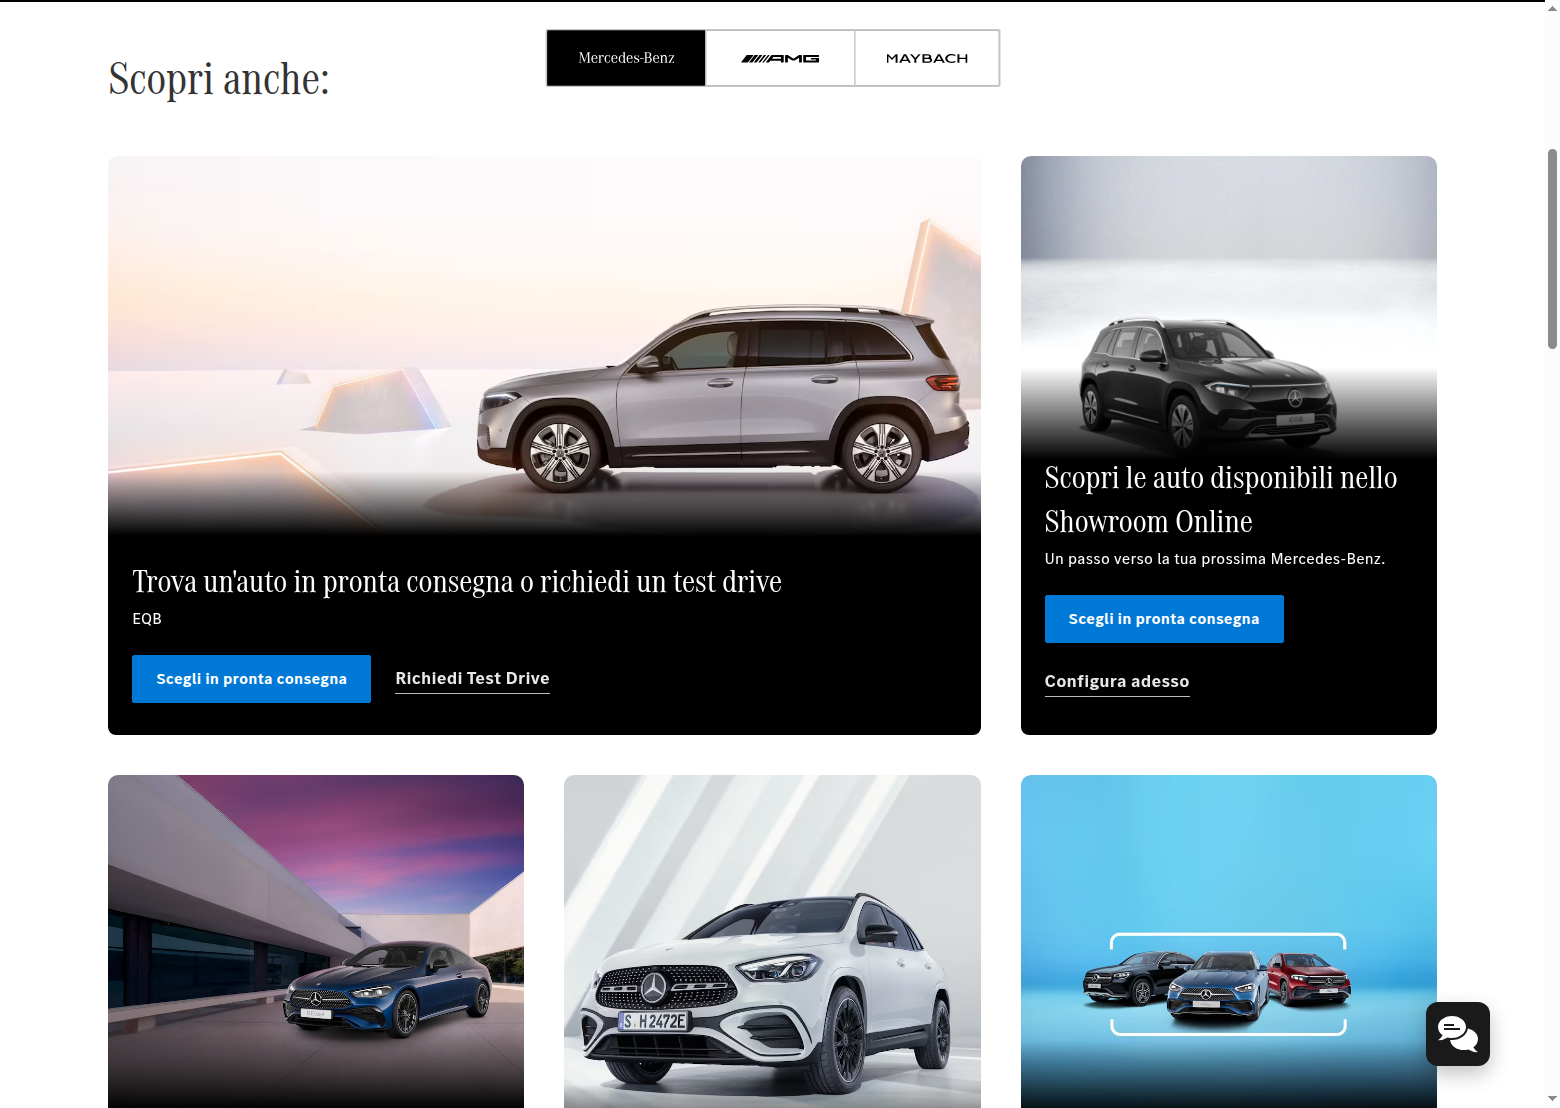 Mercedes-Benz
AMG
MAYBACH
Scopri anche:
EQB
Scopri le auto disponibili nello
Showroom Online
Un passo verso la tua prossima Mercedes-Benz.
Scegli in pronta consegna
Configura adesso
Trova un'auto in pronta consegna o richiedi un test drive
EQB
Scegli in pronta consegna
Richiedi Test Drive
S H 2472E